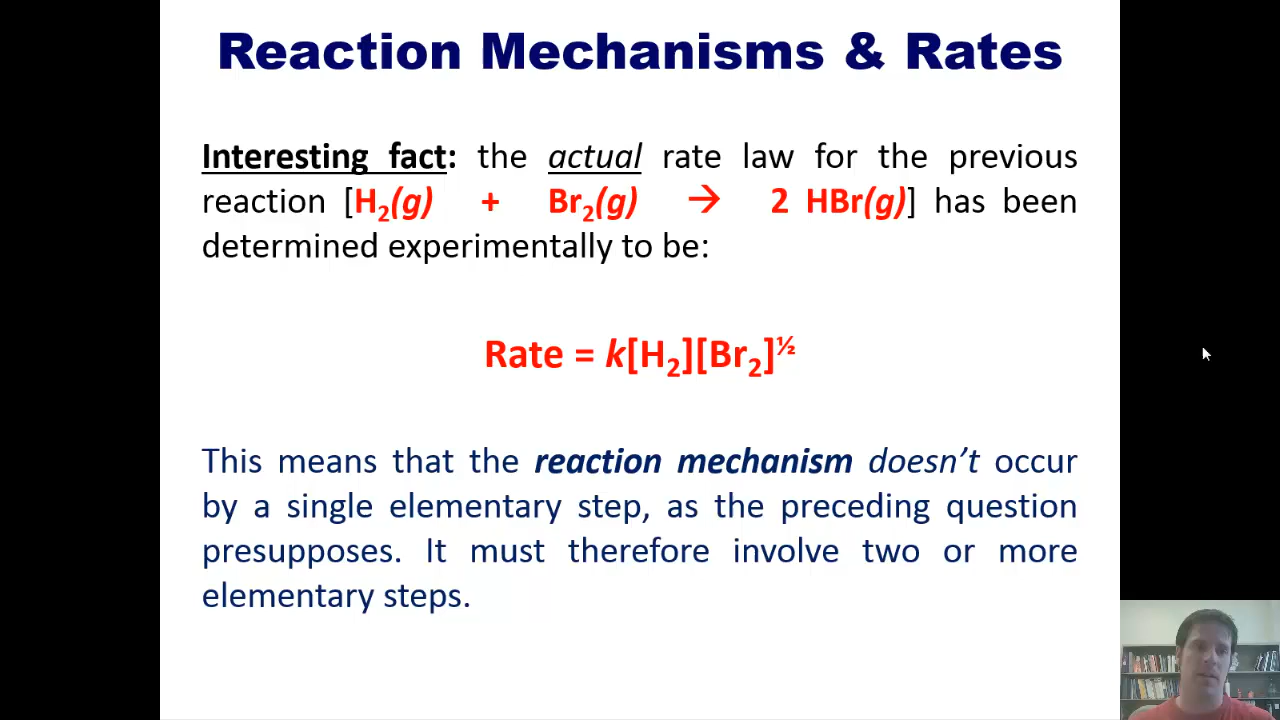 Reaction Mechanisms & Rates
Interesting fact: the actual rate law for the previous
reaction [H₂(g) + Br₂(g) → 2 HBr(g)] has been
determined experimentally to be:
Rate = k[H₂][Br₂]^½
This means that the reaction mechanism doesn’t occur
by a single elementary step, as the preceding question
presupposes. It must therefore involve two or more
elementary steps.